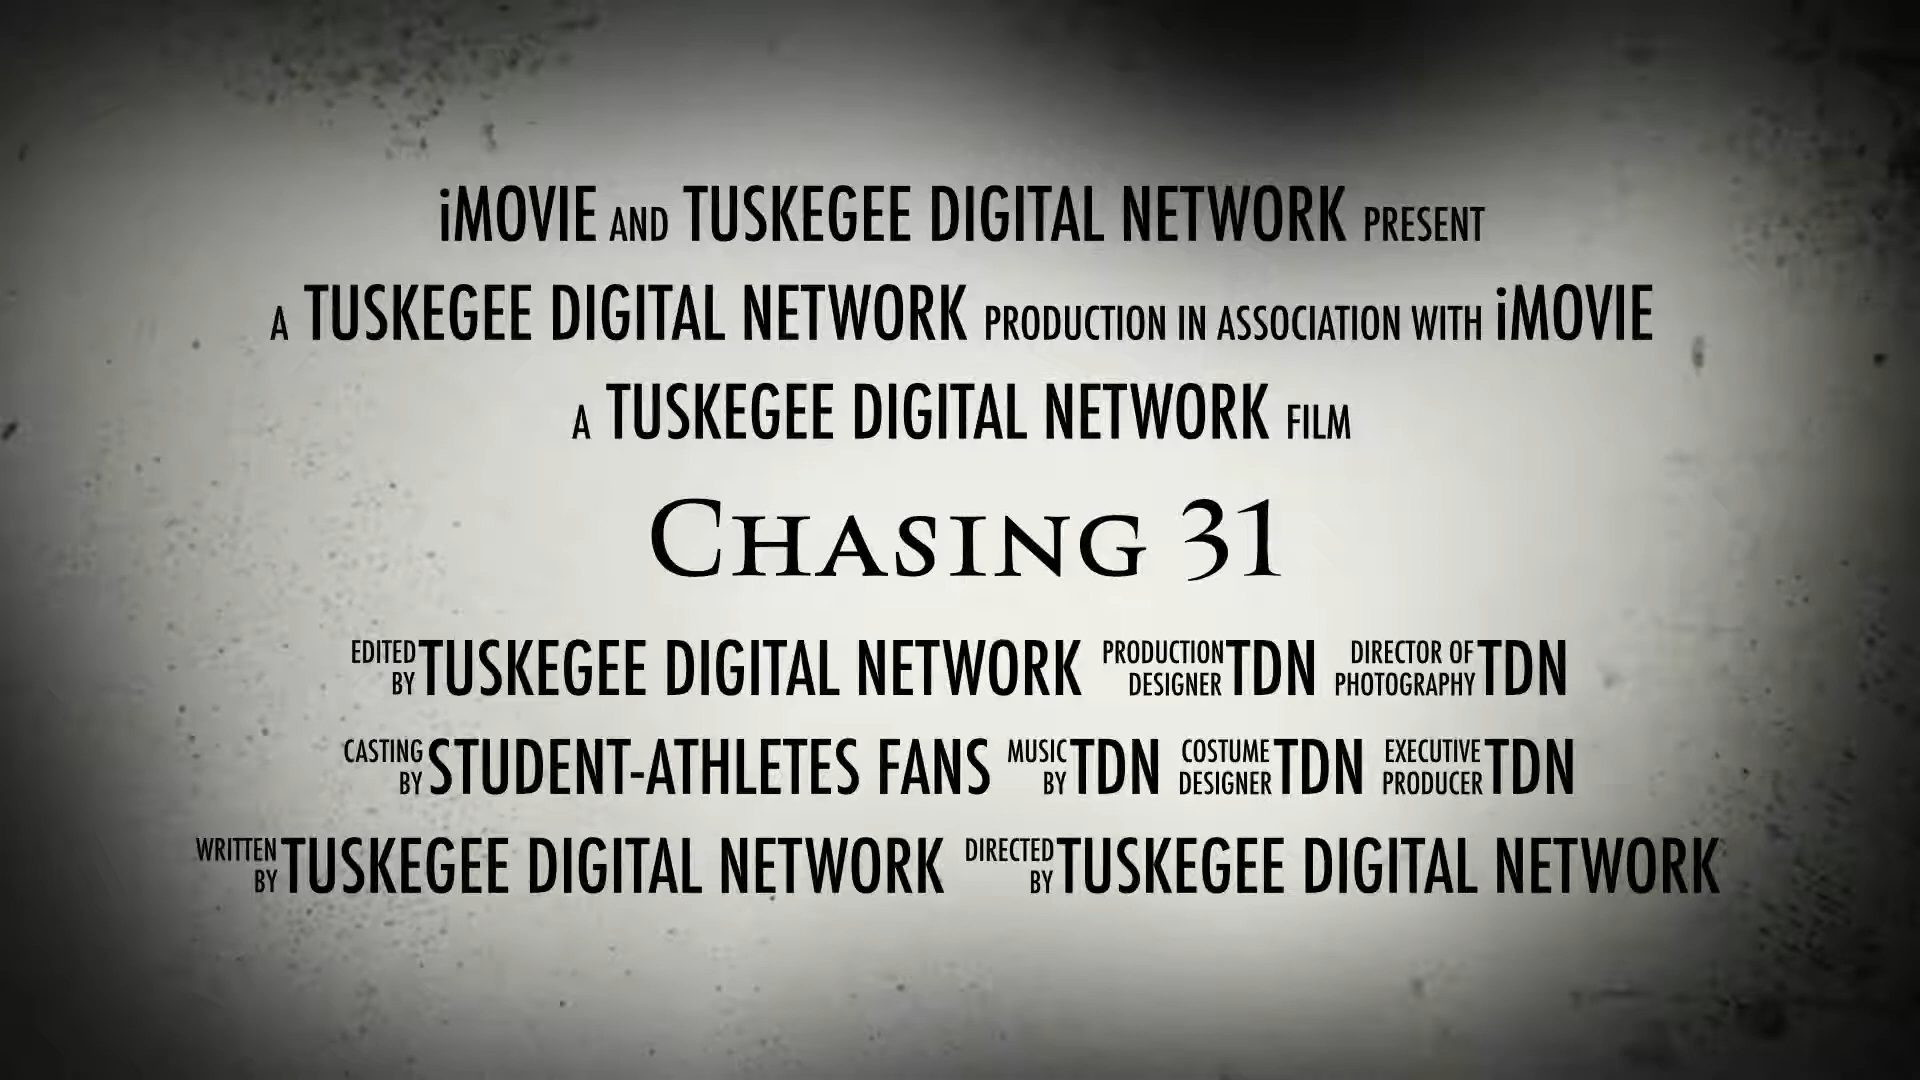 iMOVIE AND TUSKEGEE DIGITAL NETWORK PRESENT
A TUSKEGEE DIGITAL NETWORK PRODUCTION IN ASSOCIATION WITH iMOVIE
A TUSKEGEE DIGITAL NETWORK FILM
CHASING 31
EDITED BY TUSKEGEE DIGITAL NETWORK PRODUCTION DESIGNER TDN DIRECTOR OF PHOTOGRAPHY TDN
CASTING BY STUDENT-ATHLETES FANS MUSIC BY TDN COSTUME DESIGNER TDN EXECUTIVE PRODUCER TDN
WRITTEN BY TUSKEGEE DIGITAL NETWORK DIRECTED BY TUSKEGEE DIGITAL NETWORK